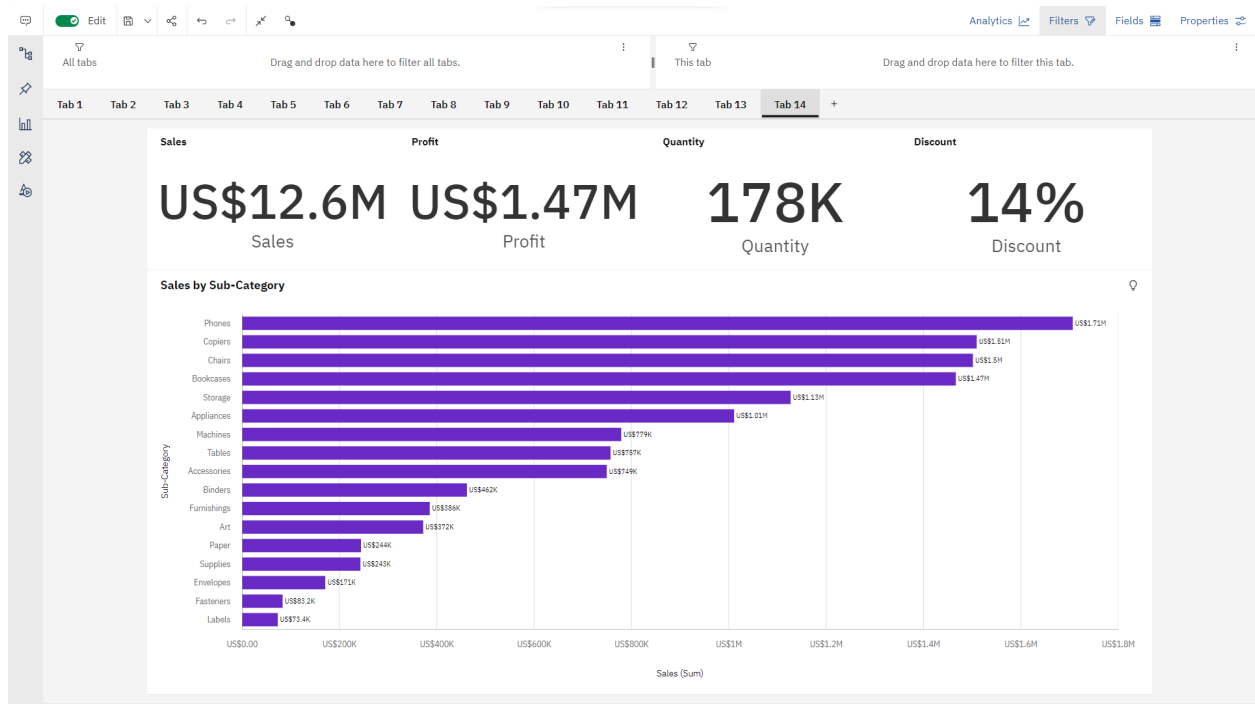 Edit
Analytics
Filters
Fields
Properties
All tabs
Drag and drop data here to filter all tabs.
This tab
Drag and drop data here to filter this tab.
Tab 1 Tab 2 Tab 3 Tab 4 Tab 5 Tab 6 Tab 7 Tab 8 Tab 9 Tab 10 Tab 11 Tab 12 Tab 13 Tab 14 +
Sales
Profit
Quantity
Discount
US$12.6M
Sales
US$1.47M
Profit
178K
Quantity
14%
Discount
Sales by Sub-Category
Sub-Category
Phones US$1.71M
Copiers US$1.51M
Chairs US$1.5M
Bookcases US$1.47M
Storage US$1.13M
Appliances US$1.01M
Machines US$779K
Tables US$757K
Accessories US$749K
Binders US$462K
Furnishings US$386K
Art US$372K
Paper US$244K
Supplies US$243K
Envelopes US$171K
Fasteners US$83.2K
Labels US$73.4K
US$0.00 US$200K US$400K US$600K US$800K US$1M US$1.2M US$1.4M US$1.6M US$1.8M
Sales (Sum)